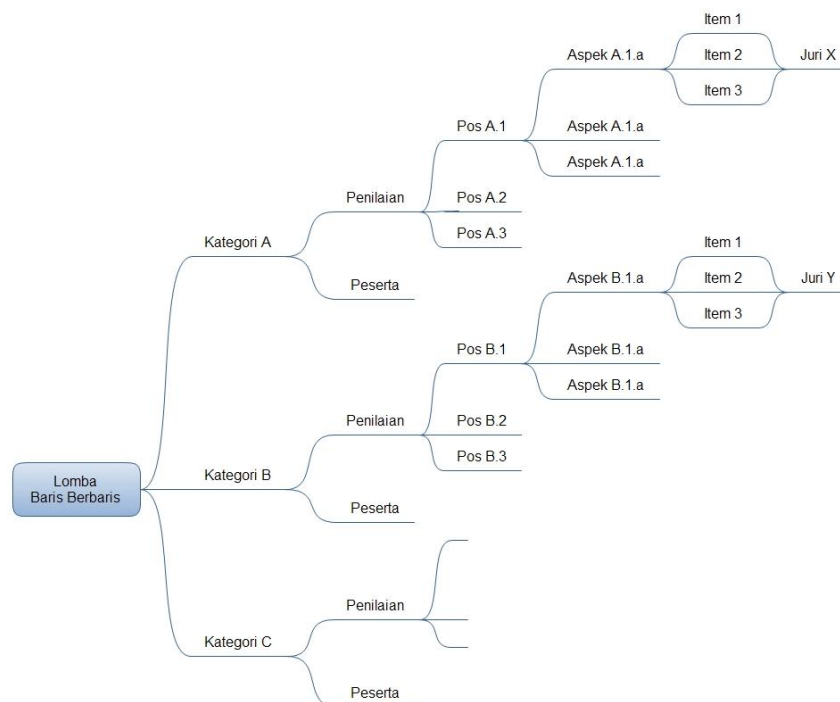 Lomba
Baris Berbaris
Kategori A
Penilaian
Pos A.1
Aspek A.1.a
Item 1
Item 2
Item 3
Juri X
Aspek A.1.a
Aspek A.1.a
Pos A.2
Pos A.3
Peserta
Kategori B
Penilaian
Pos B.1
Aspek B.1.a
Item 1
Item 2
Item 3
Juri Y
Aspek B.1.a
Aspek B.1.a
Pos B.2
Pos B.3
Peserta
Kategori C
Penilaian
Peserta